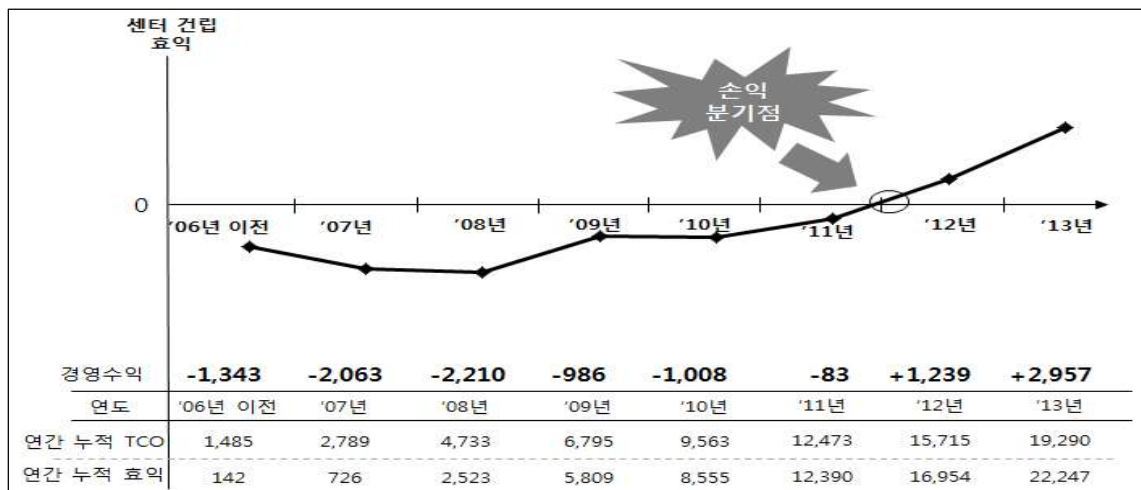 센터 건립
효익
손익
분기점
0
'06년 이전 '07년 '08년 '09년 '10년 '11년 '12년 '13년
경영수익 -1,343 -2,063 -2,210 -986 -1,008 -83 +1,239 +2,957
연도 '06년 이전 '07년 '08년 '09년 '10년 '11년 '12년 '13년
연간 누적 TCO 1,485 2,789 4,733 6,795 9,563 12,473 15,715 19,290
연간 누적 효익 142 726 2,523 5,809 8,555 12,390 16,954 22,247